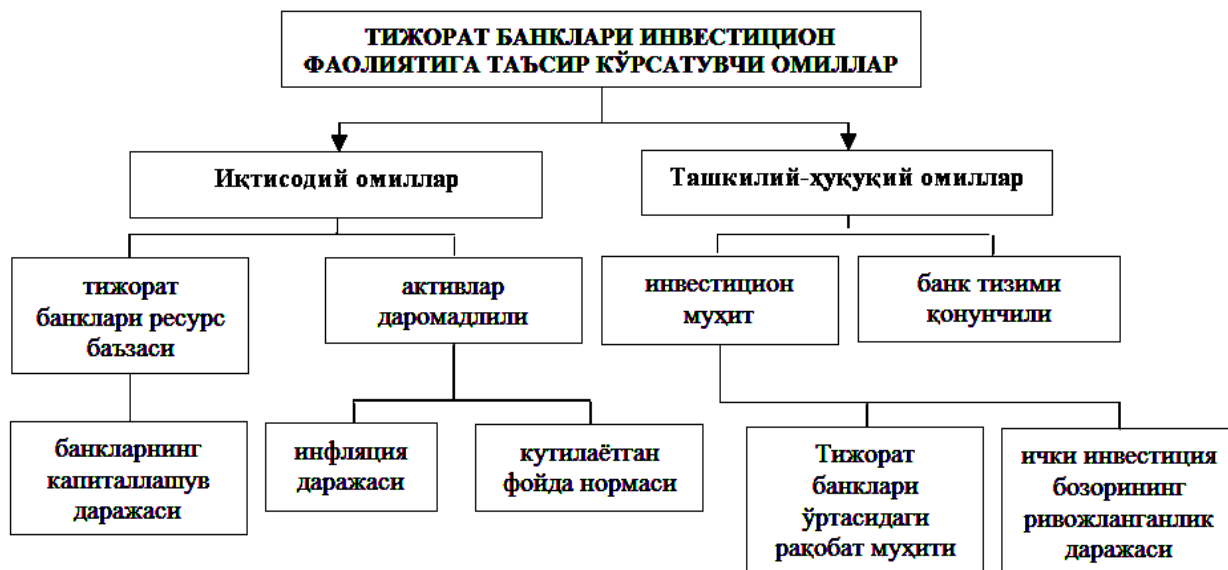 ТИЖОРАТ БАНКЛАРИ ИНВЕСТИЦИОН
ФАОЛИЯТИГА ТАЪСИР КЎРСАТУВЧИ ОМИЛЛАР
Иқтисодий омиллар
Ташкилий-ҳуқуқий омиллар
тижорат
банклари ресурс
баъзаси
активлар
даромадлили
инвестицион
муҳит
банк тизими
қонунчили
банкларнинг
капиталлашув
даражаси
инфляция
даражаси
кутилаётган
фойда нормаси
Тижорат
банклари
ўртасидаги
рақобат муҳити
ички инвестиция
бозорининг
ривожланганлик
даражаси